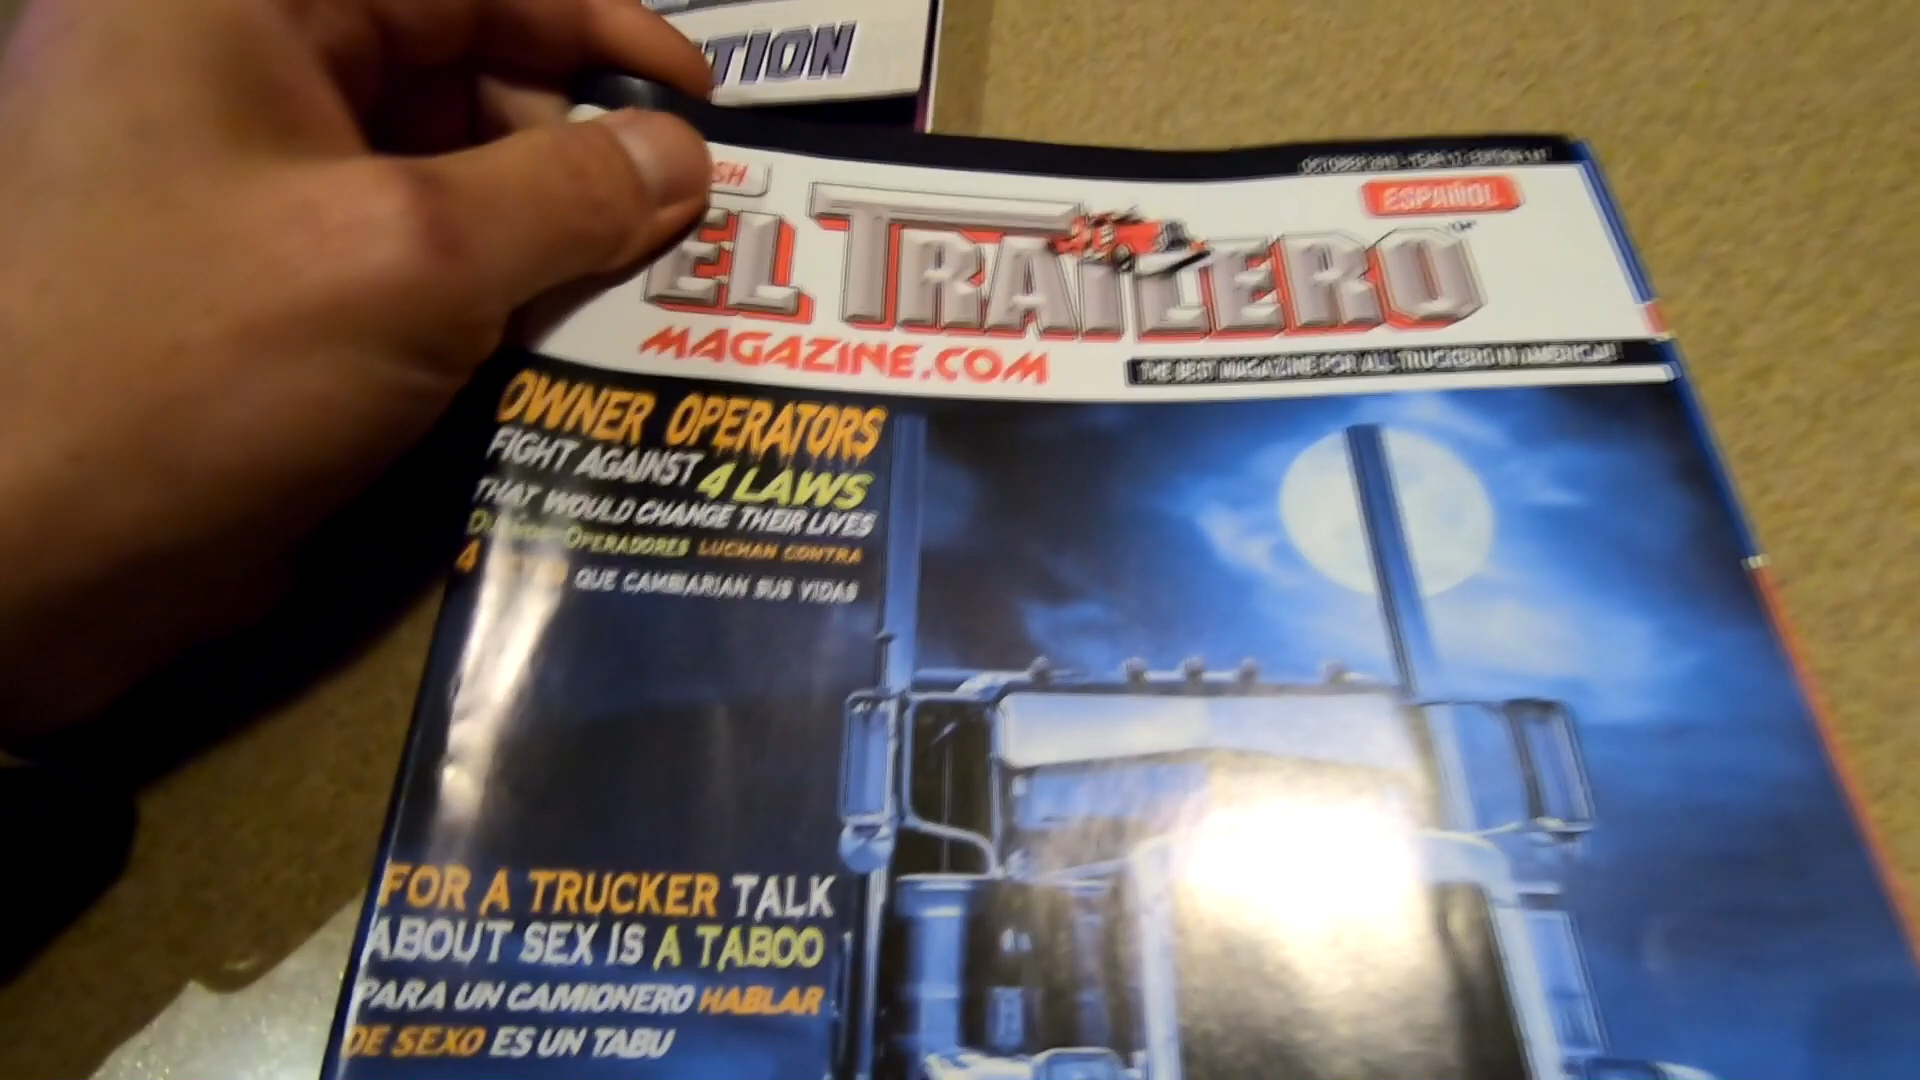 TION
OCTOBER
SH
ESPAÑOL
EL TRAILERO
MAGAZINE.COM
THE BEST MAGAZINE FOR ALL TRUCKERS IN AMERICA!
OWNER OPERATORS
FIGHT AGAINST 4 LAWS
THAT WOULD CHANGE THEIR LIVES
OPERADORES LUCHAN CONTRA
4 QUE CAMBIARIAN SUS VIDAS
FOR A TRUCKER TALK
ABOUT SEX IS A TABOO
PARA UN CAMIONERO HABLAR
DE SEXO ES UN TABU